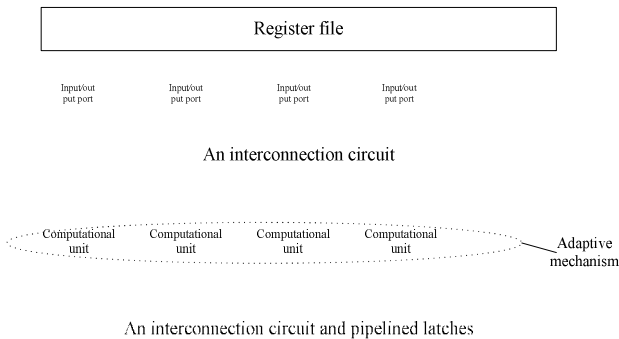 Register file
Input/out Input/out Input/out Input/out
put port put port put port put port
An interconnection circuit
Computational Computational Computational Computational
unit unit unit unit
Adaptive
mechanism
An interconnection circuit and pipelined latches